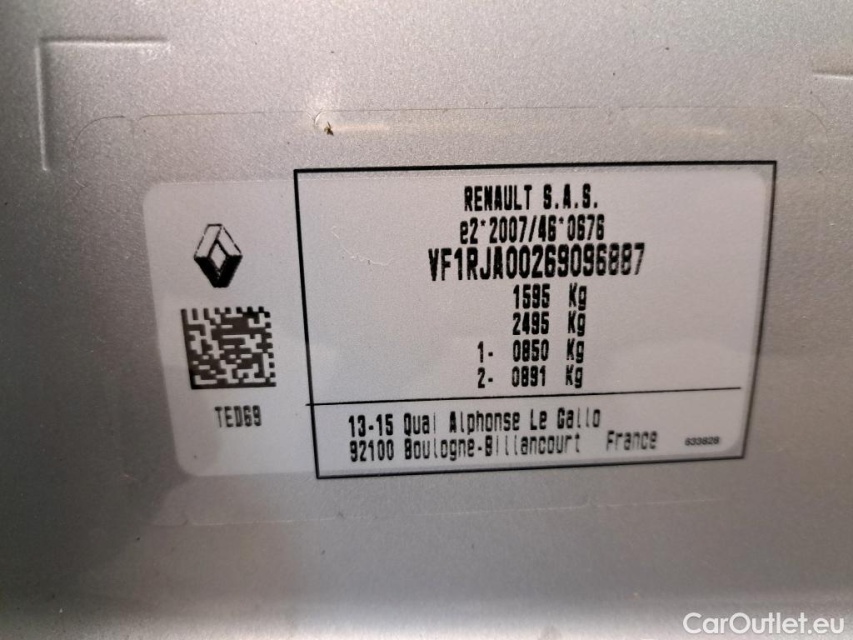 RENAULT S.A.S.
e2*2007/46*0676
VF1RJA00269096887
1595 Kg
2495 Kg
1- 0850 Kg
2- 0891 Kg
TED69
13-15 Quai Alphonse Le Gallo
92100 Boulogne-Billancourt France
633828
CarOutlet.eu